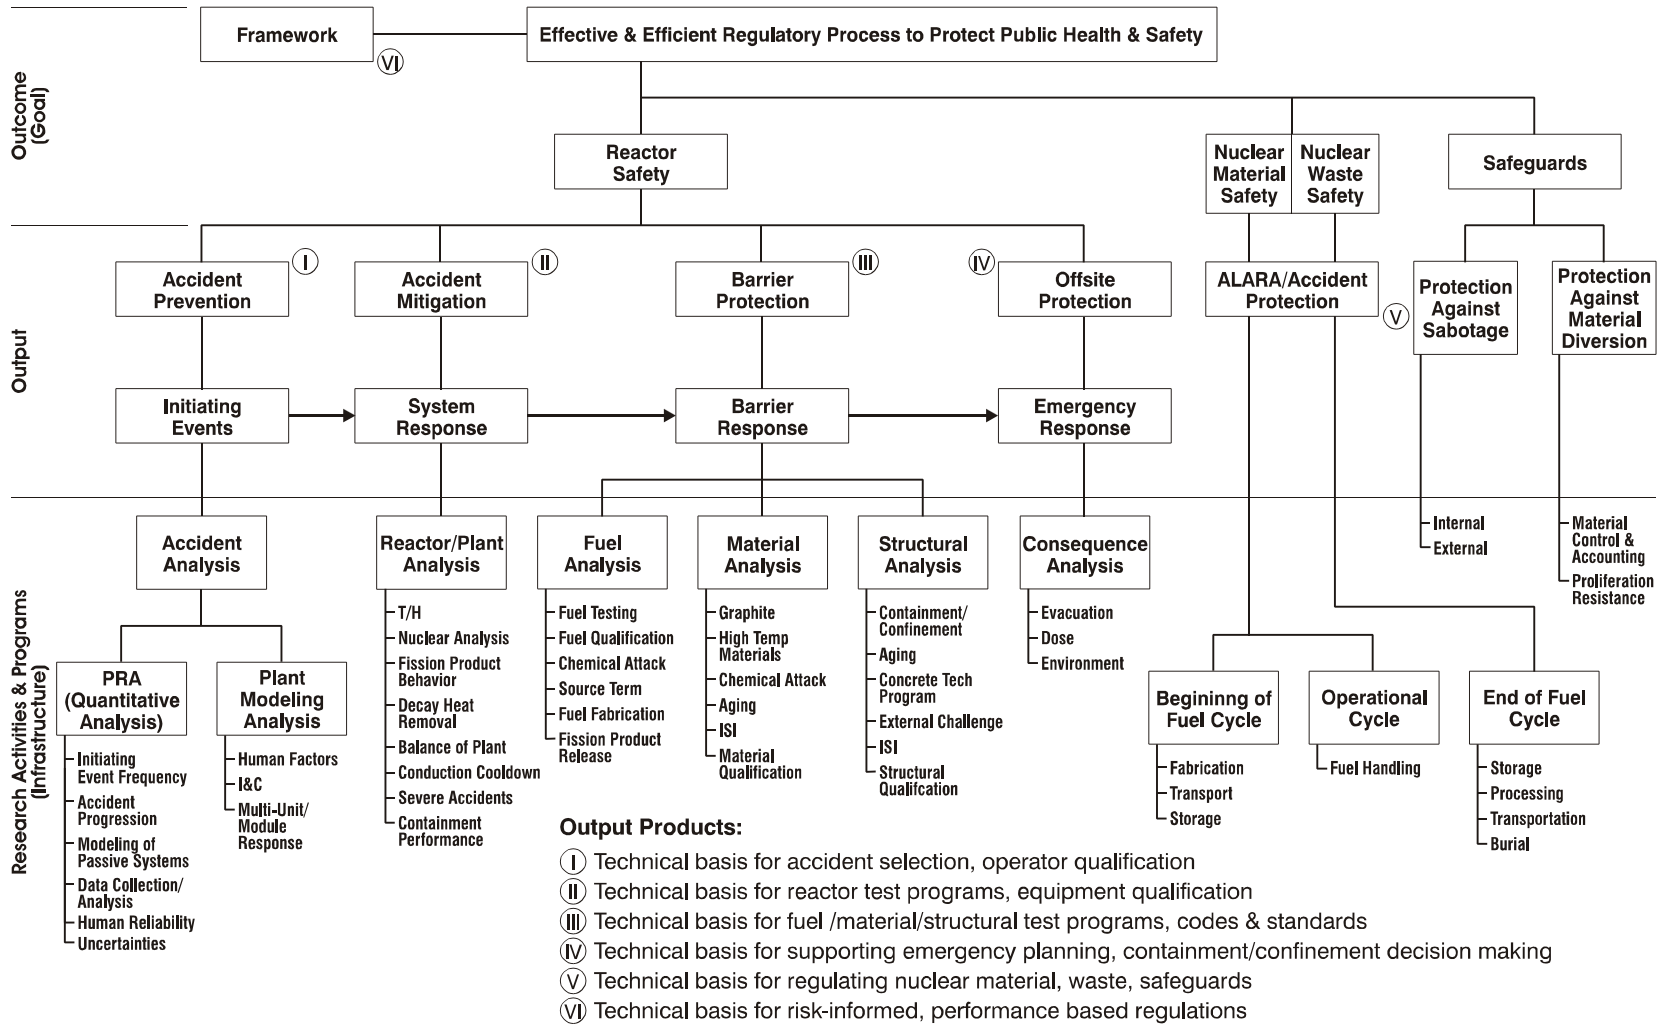 Outcome
(Goal)
Framework
Effective & Efficient Regulatory Process to Protect Public Health & Safety
VI
Reactor
Safety
Nuclear
Material
Safety
Nuclear
Waste
Safety
Safeguards
Output
Accident
Prevention
I
Accident
Mitigation
II
Barrier
Protection
III
IV
Offsite
Protection
ALARA/Accident
Protection
V
Protection
Against
Sabotage
Protection
Against
Material
Diversion
Initiating
Events
System
Response
Barrier
Response
Emergency
Response
Research Activities & Programs
(Infrastructure)
Accident
Analysis
Reactor/Plant
Analysis
Fuel
Analysis
Material
Analysis
Structural
Analysis
Consequence
Analysis
Internal
External
Material
Control &
Accounting
Proliferation
Resistance
PRA
(Quantitative
Analysis)
Initiating
Event Frequency
Accident
Progression
Modeling of
Passive Systems
Data Collection/
Analysis
Human Reliability
Uncertainties
Plant
Modeling
Analysis
Human Factors
I&C
Multi-Unit/
Module
Response
T/H
Nuclear Analysis
Fission Product
Behavior
Decay Heat
Removal
Balance of Plant
Conduction Cooldown
Severe Accidents
Containment
Performance
Fuel Testing
Fuel Qualification
Chemical Attack
Source Term
Fuel Fabrication
Fission Product
Release
Graphite
High Temp
Materials
Chemical Attack
Aging
ISI
Material
Qualification
Containment/
Confinement
Aging
Concrete Tech
Program
External Challenge
ISI
Structural
Qualifcation
Evacuation
Dose
Environment
Beginning of
Fuel Cycle
Fabrication
Transport
Storage
Operational
Cycle
Fuel Handling
End of Fuel
Cycle
Storage
Processing
Transportation
Burial
Output Products:
I Technical basis for accident selection, operator qualification
II Technical basis for reactor test programs, equipment qualification
III Technical basis for fuel /material/structural test programs, codes & standards
IV Technical basis for supporting emergency planning, containment/confinement decision making
V Technical basis for regulating nuclear material, waste, safeguards
VI Technical basis for risk-informed, performance based regulations